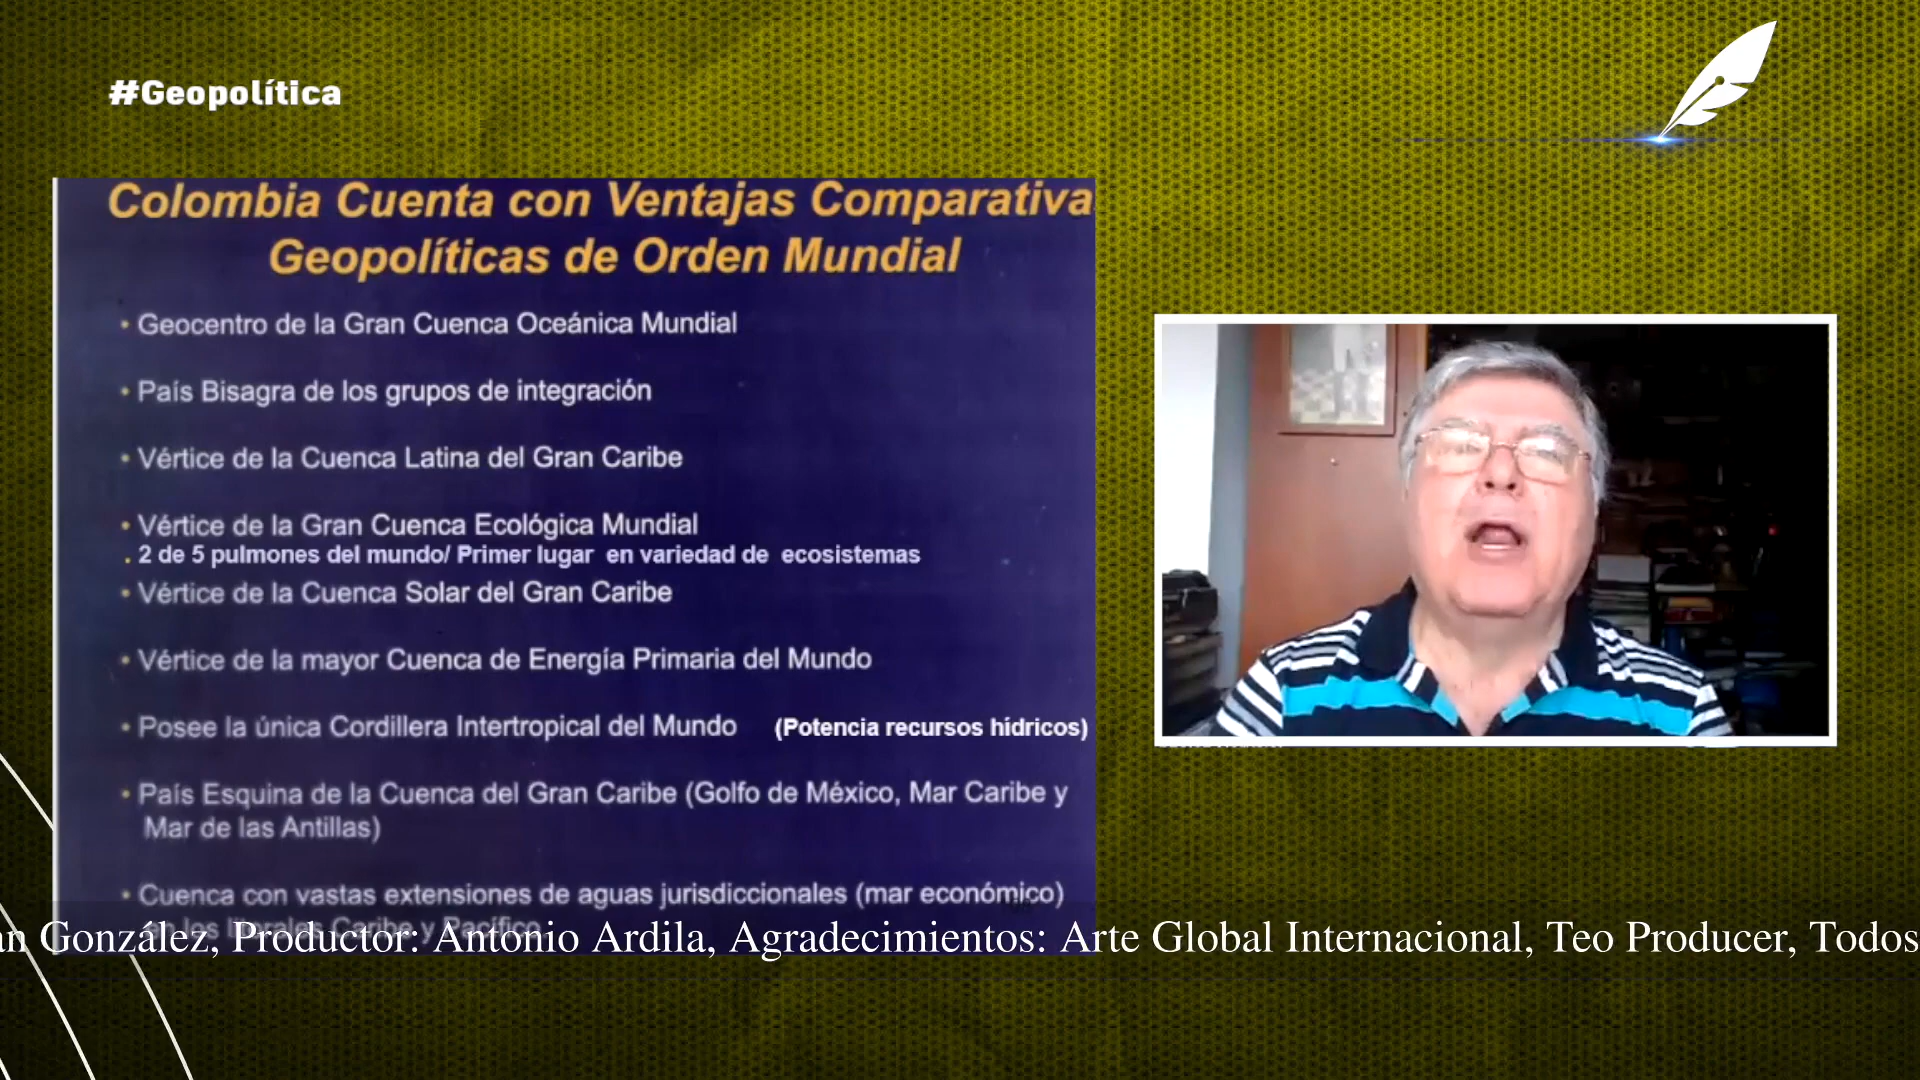 #Geopolítica
Colombia Cuenta con Ventajas Comparativa
Geopolíticas de Orden Mundial
• Geocentro de la Gran Cuenca Oceánica Mundial
• País Bisagra de los grupos de integración
• Vértice de la Cuenca Latina del Gran Caribe
• Vértice de la Gran Cuenca Ecológica Mundial
. 2 de 5 pulmones del mundo/ Primer lugar en variedad de ecosistemas
• Vértice de la Cuenca Solar del Gran Caribe
• Vértice de la mayor Cuenca de Energía Primaria del Mundo
• Posee la única Cordillera Intertropical del Mundo (Potencia recursos hídricos)
• País Esquina de la Cuenca del Gran Caribe (Golfo de México, Mar Caribe y
Mar de las Antillas)
• Cuenca con vastas extensiones de aguas jurisdiccionales (mar económico)
en los litorales Caribe y Pacífico
an González, Productor: Antonio Ardila, Agradecimientos: Arte Global Internacional, Teo Producer, Todos